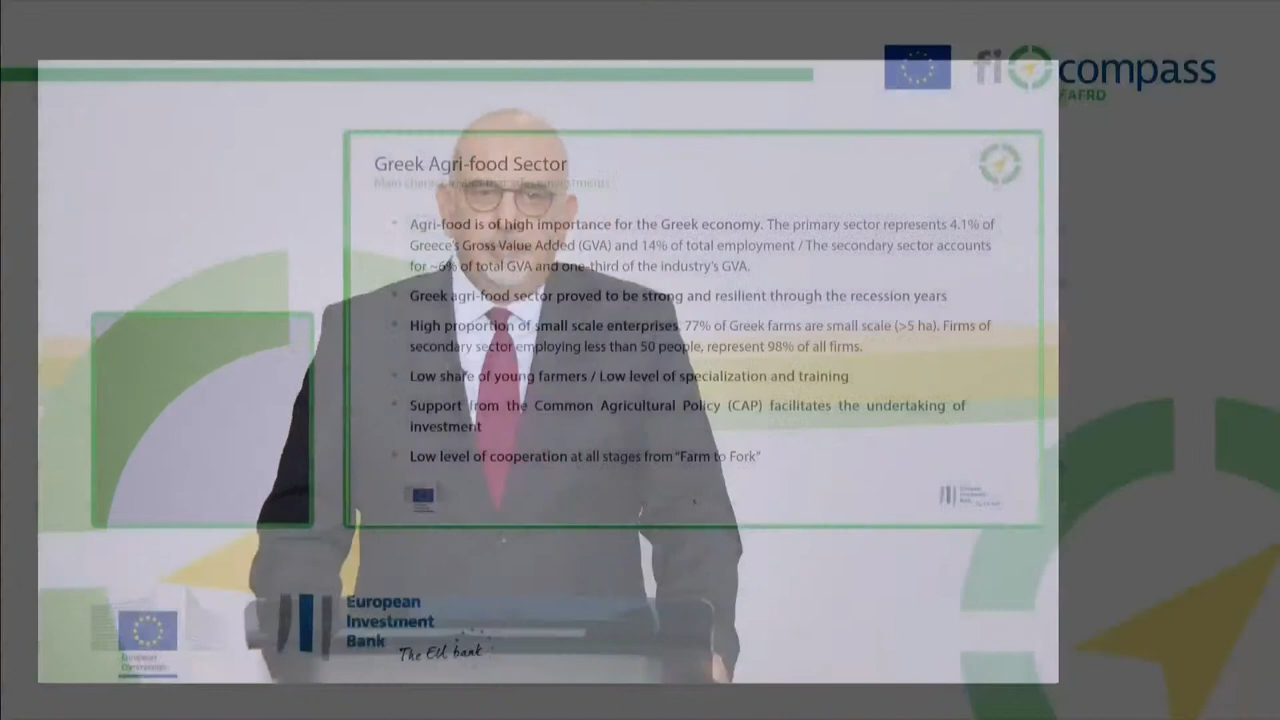 fi compass
EAFRD
Greek Agri-food Sector
• Agri-food is of high importance for the Greek economy. The primary sector represents 4.1% of
Greece's Gross Value Added (GVA) and 14% of total employment / The secondary sector accounts
for ~6% of total GVA and one-third of the industry's GVA.
• Greek agri-food sector proved to be strong and resilient through the recession years
• High proportion of small scale enterprises. 77% of Greek farms are small scale (>5 ha). Firms of
secondary sector employing less than 50 people, represent 98% of all firms.
• Low share of young farmers / Low level of specialization and training
• Support from the Common Agricultural Policy (CAP) facilitates the undertaking of
investment
• Low level of cooperation at all stages from "Farm to Fork"
European
Investment
Bank
European
Investment
Bank
The EU bank
European
Commission